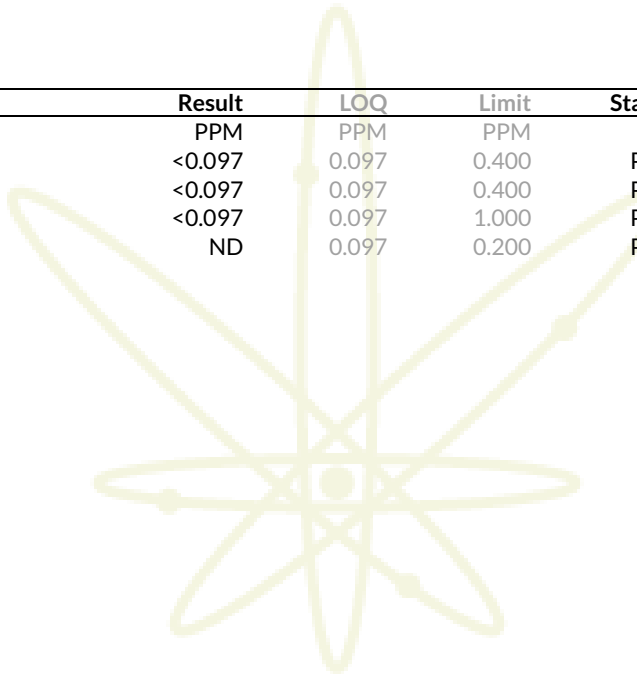 Result LOQ Limit Sta
PPM PPM PPM
<0.097 0.097 0.400 P
<0.097 0.097 0.400 P
<0.097 0.097 1.000 P
ND 0.097 0.200 P